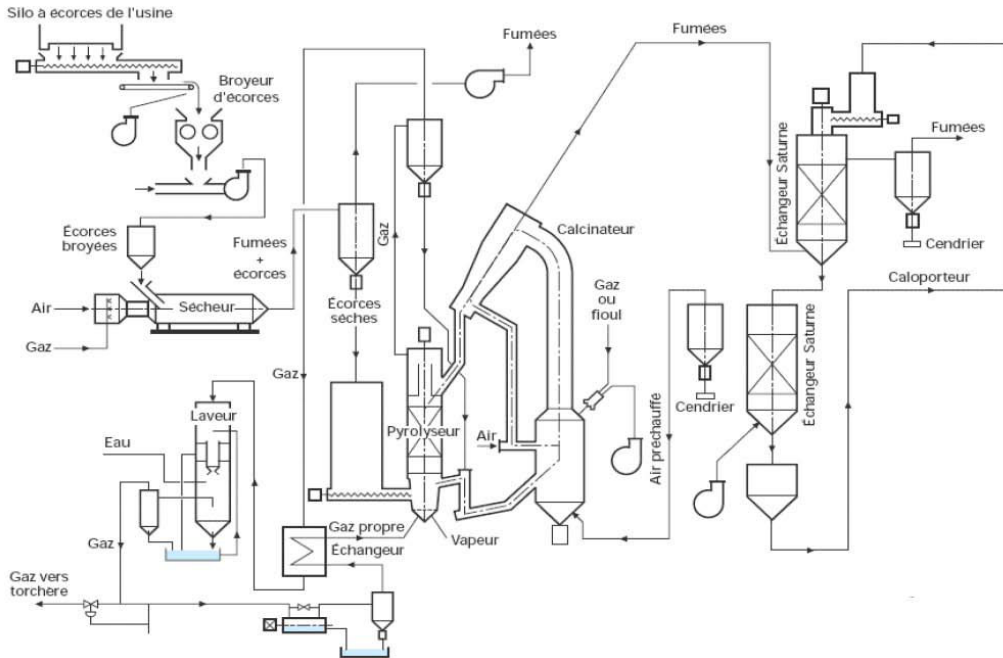 Silo à écorces de l'usine
Broyeur
d'écorces
Écorces
broyées
Air
Gaz
Sécheur
Fumées
+
écorces
Fumées
Écorces
sèches
Gaz
Gaz
Pyrolyseur
Calcinateur
Gaz
ou
fioul
Air
Vapeur
Gaz propre
Échangeur
Laveur
Eau
Gaz
Gaz vers
torchère
Fumées
Échangeur Saturne
Fumées
Cendrier
Caloporteur
Échangeur Saturne
Cendrier
Air préchauffé